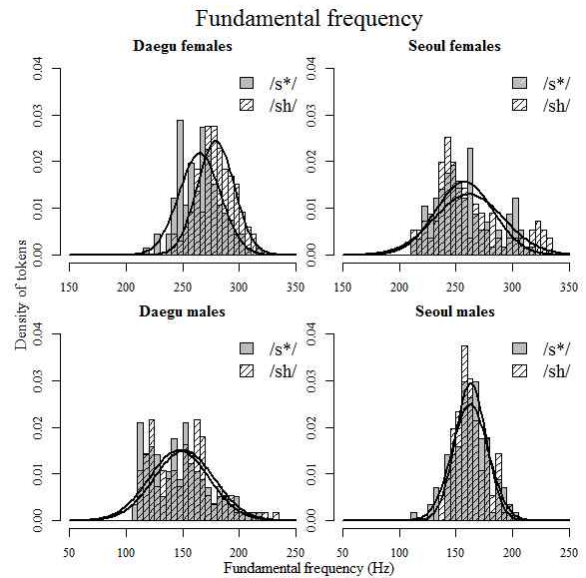 Fundamental frequency
Daegu females
Seoul females
/s*/
/sh/
/s*/
/sh/
0.04
0.03
0.02
0.01
0.00
0.04
0.03
0.02
0.01
0.00
150 200 250 300 350
150 200 250 300 350
Density of tokens
Daegu males
Seoul males
/s*/
/sh/
/s*/
/sh/
0.04
0.03
0.02
0.01
0.00
0.04
0.03
0.02
0.01
0.00
50 100 150 200 250
50 100 150 200 250
Fundamental frequency (Hz)